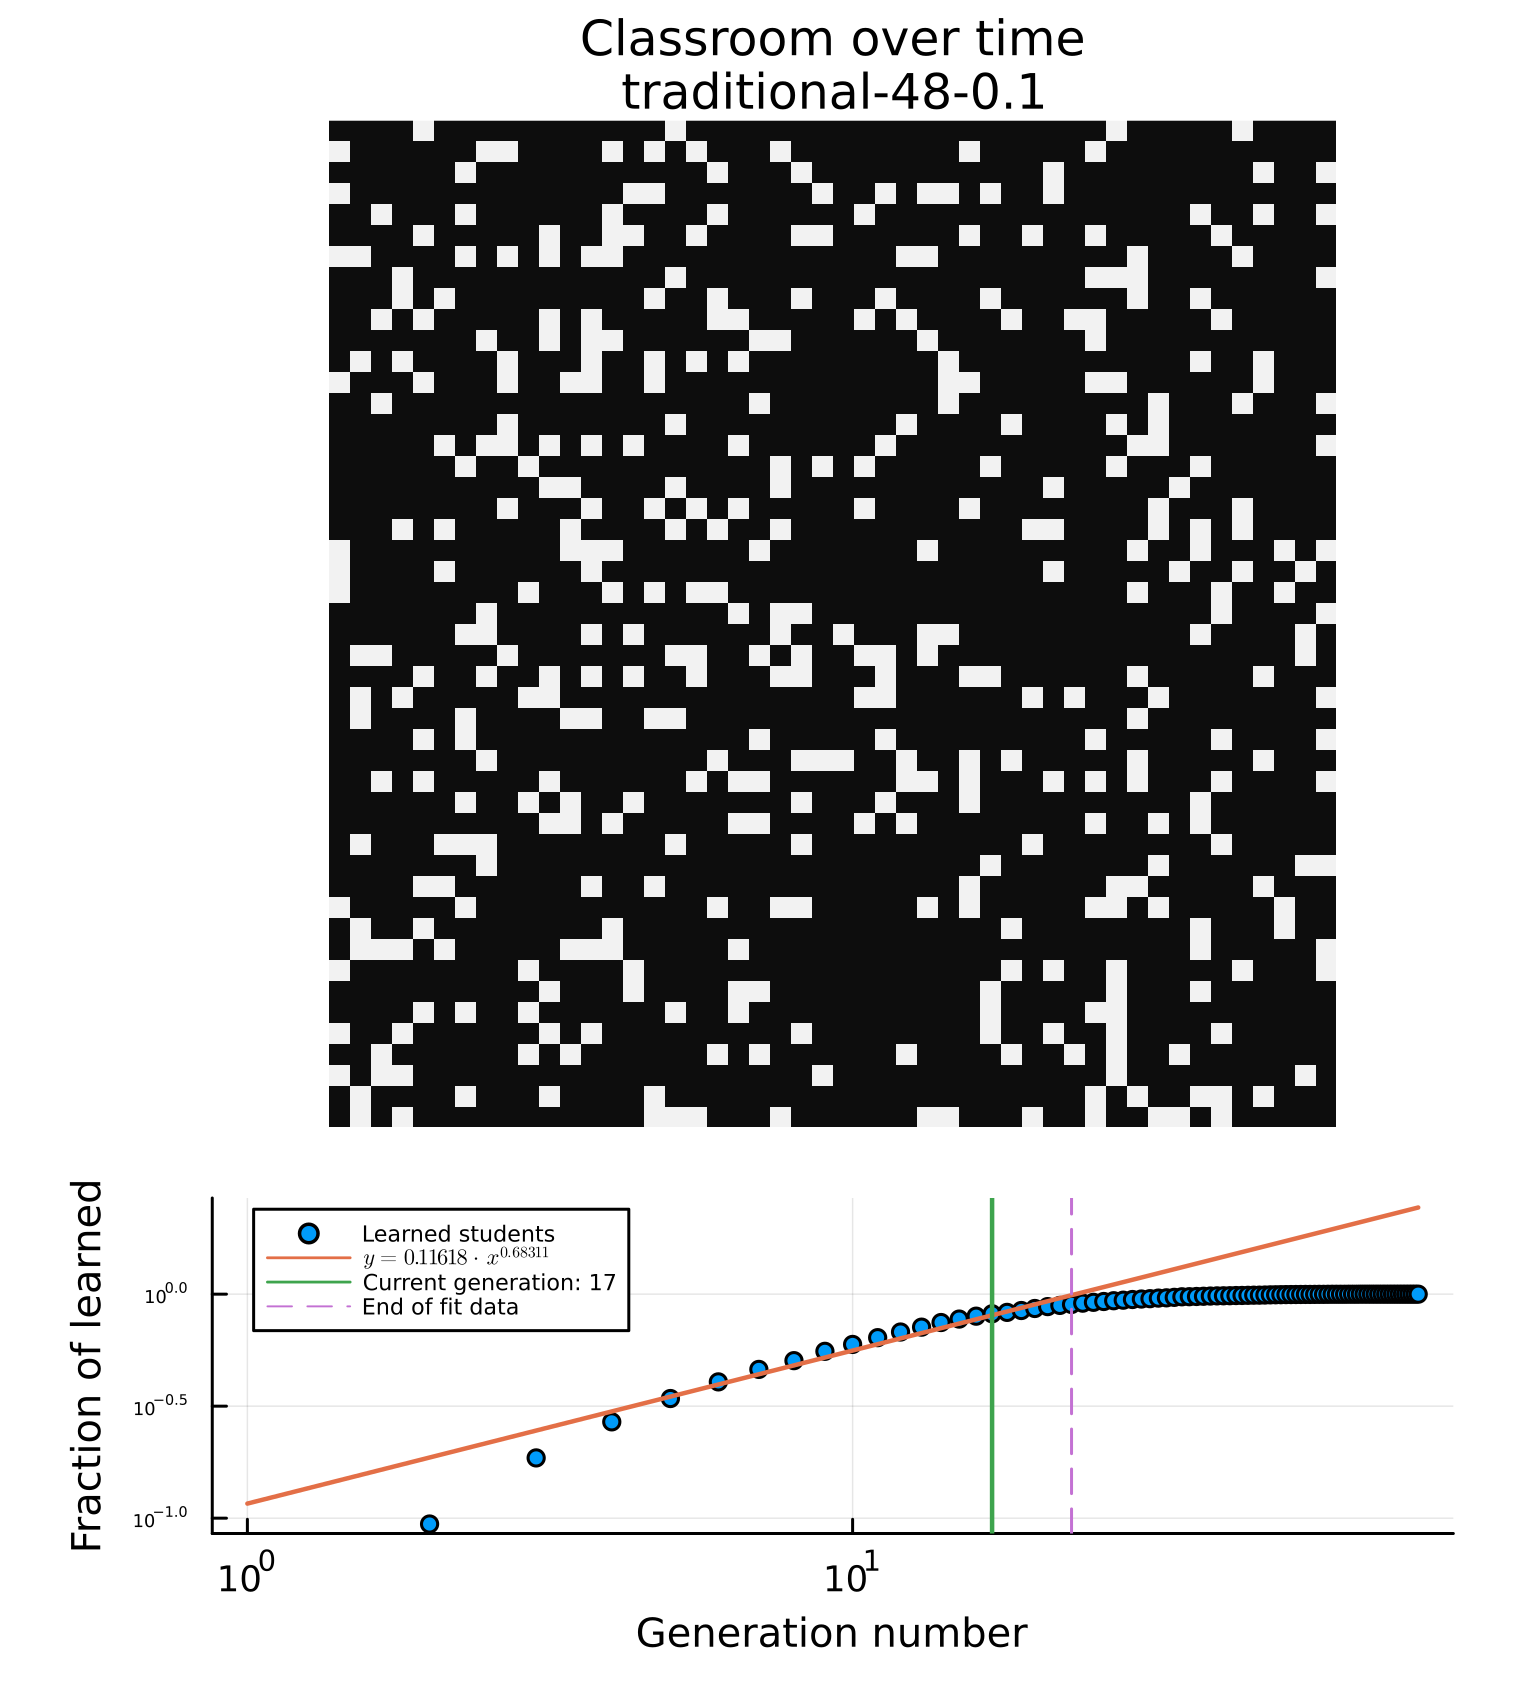 Classroom over time
traditional-48-0.1
Fraction of learned
Learned students
y = 0.11618 · x^0.68311
Current generation: 17
End of fit data
10^0.0
10^−0.5
10^−1.0
10^0
10^1
Generation number